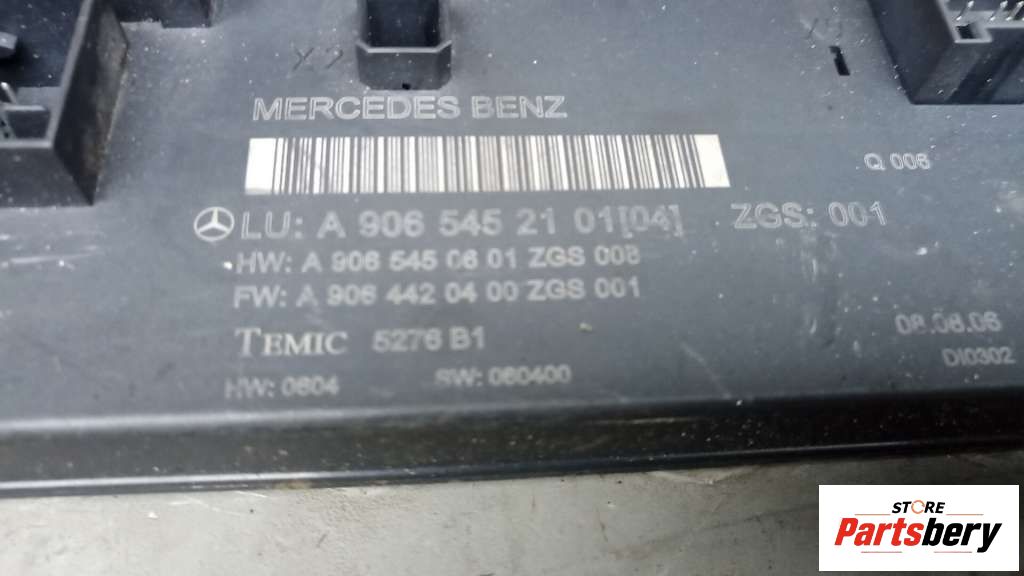 X2
MERCEDES BENZ
Q 006
LU: A 906 545 21 01[04] ZGS: 001
HW: A 906 545 06 01 ZGS 008
FW: A 906 442 04 00 ZGS 001
TEMIC 5276 B1
08.06.06
DI0302
HW: 0604 SW: 060400
STORE
Partsbery